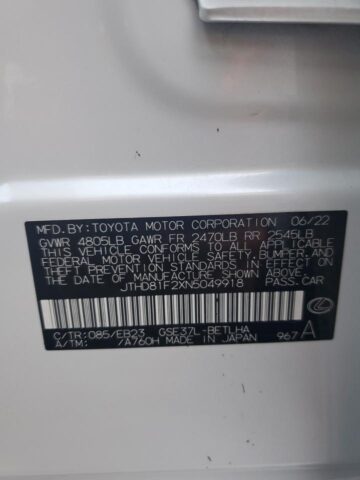 MFD.BY:TOYOTA MOTOR CORPORATION 06/22
GVWR 4805LB GAWR FR 2470LB RR 2545LB
THIS VEHICLE CONFORMS TO ALL APPLICABLE
FEDERAL MOTOR VEHICLE SAFETY,BUMPER,AND
THEFT PREVENTION STANDARDS IN EFFECT ON
THE DATE OF MANUFACTURE SHOWN ABOVE.
JTHD81F2XN5049918 PASS.CAR
C/TR:085/EB23 GSE37L-BETLHA
A/TM: /A760H MADE IN JAPAN 967 A